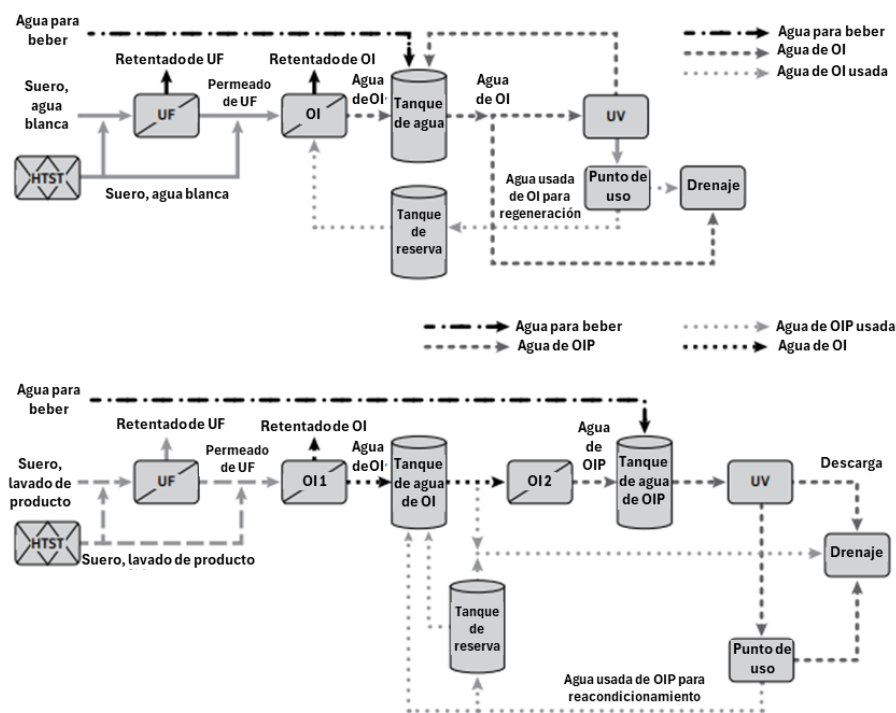 Agua para
beber
Agua para beber
Agua de OI
Agua de OI usada
Retentado de UF
Retentado de OI
Suero,
agua
blanca
Permeado
de UF
Agua
de OI
Agua
de OI
UF
OI
Tanque
de agua
UV
HTST
Suero, agua blanca
Agua usada
de OI para
regeneración
Punto de
uso
Drenaje
Tanque
de
reserva
Agua para beber
Agua de OIP usada
Agua de OIP
Agua de OI
Agua para
beber
Retentado de UF
Retentado de OI
Suero,
lavado de
producto
Permeado
de UF
Agua
de OI
Agua
de
OIP
Descarga
UF
OI 1
Tanque
de agua
de OI
OI 2
Tanque
de agua
de OIP
UV
HTST
Suero, lavado de producto
Drenaje
Tanque
de
reserva
Punto de
uso
Agua usada de OIP para
reacondicionamiento